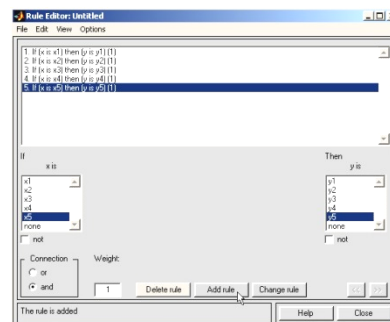 Rule Editor: Untitled
File Edit View Options
1. If (x is x1) then (y is y1) (1)
2. If (x is x2) then (y is y2) (1)
3. If (x is x3) then (y is y3) (1)
4. If (x is x4) then (y is y4) (1)
5. If (x is x5) then (y is y5) (1)
If
x is
Then
y is
x1
x2
x3
x4
x5
none
y1
y2
y3
y4
y5
none
not
not
Connection
or
and
Weight:
1
Delete rule
Add rule
Change rule
<<
>>
The rule is added
Help
Close